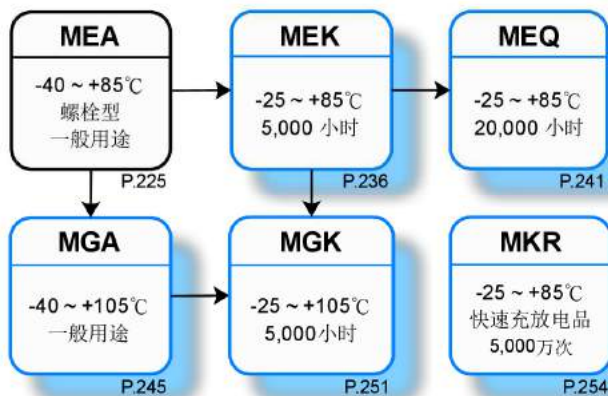 MEA
-40 ~ +85℃
螺栓型
一般用途
P.225
MEK
-25 ~ +85℃
5,000 小时
P.236
MEQ
-25 ~ +85℃
20,000 小时
P.241
MGA
-40 ~ +105℃
一般用途
P.245
MGK
-25 ~ +105℃
5,000小时
P.251
MKR
-25 ~ +85℃
快速充放电品
5,000万次
P.254